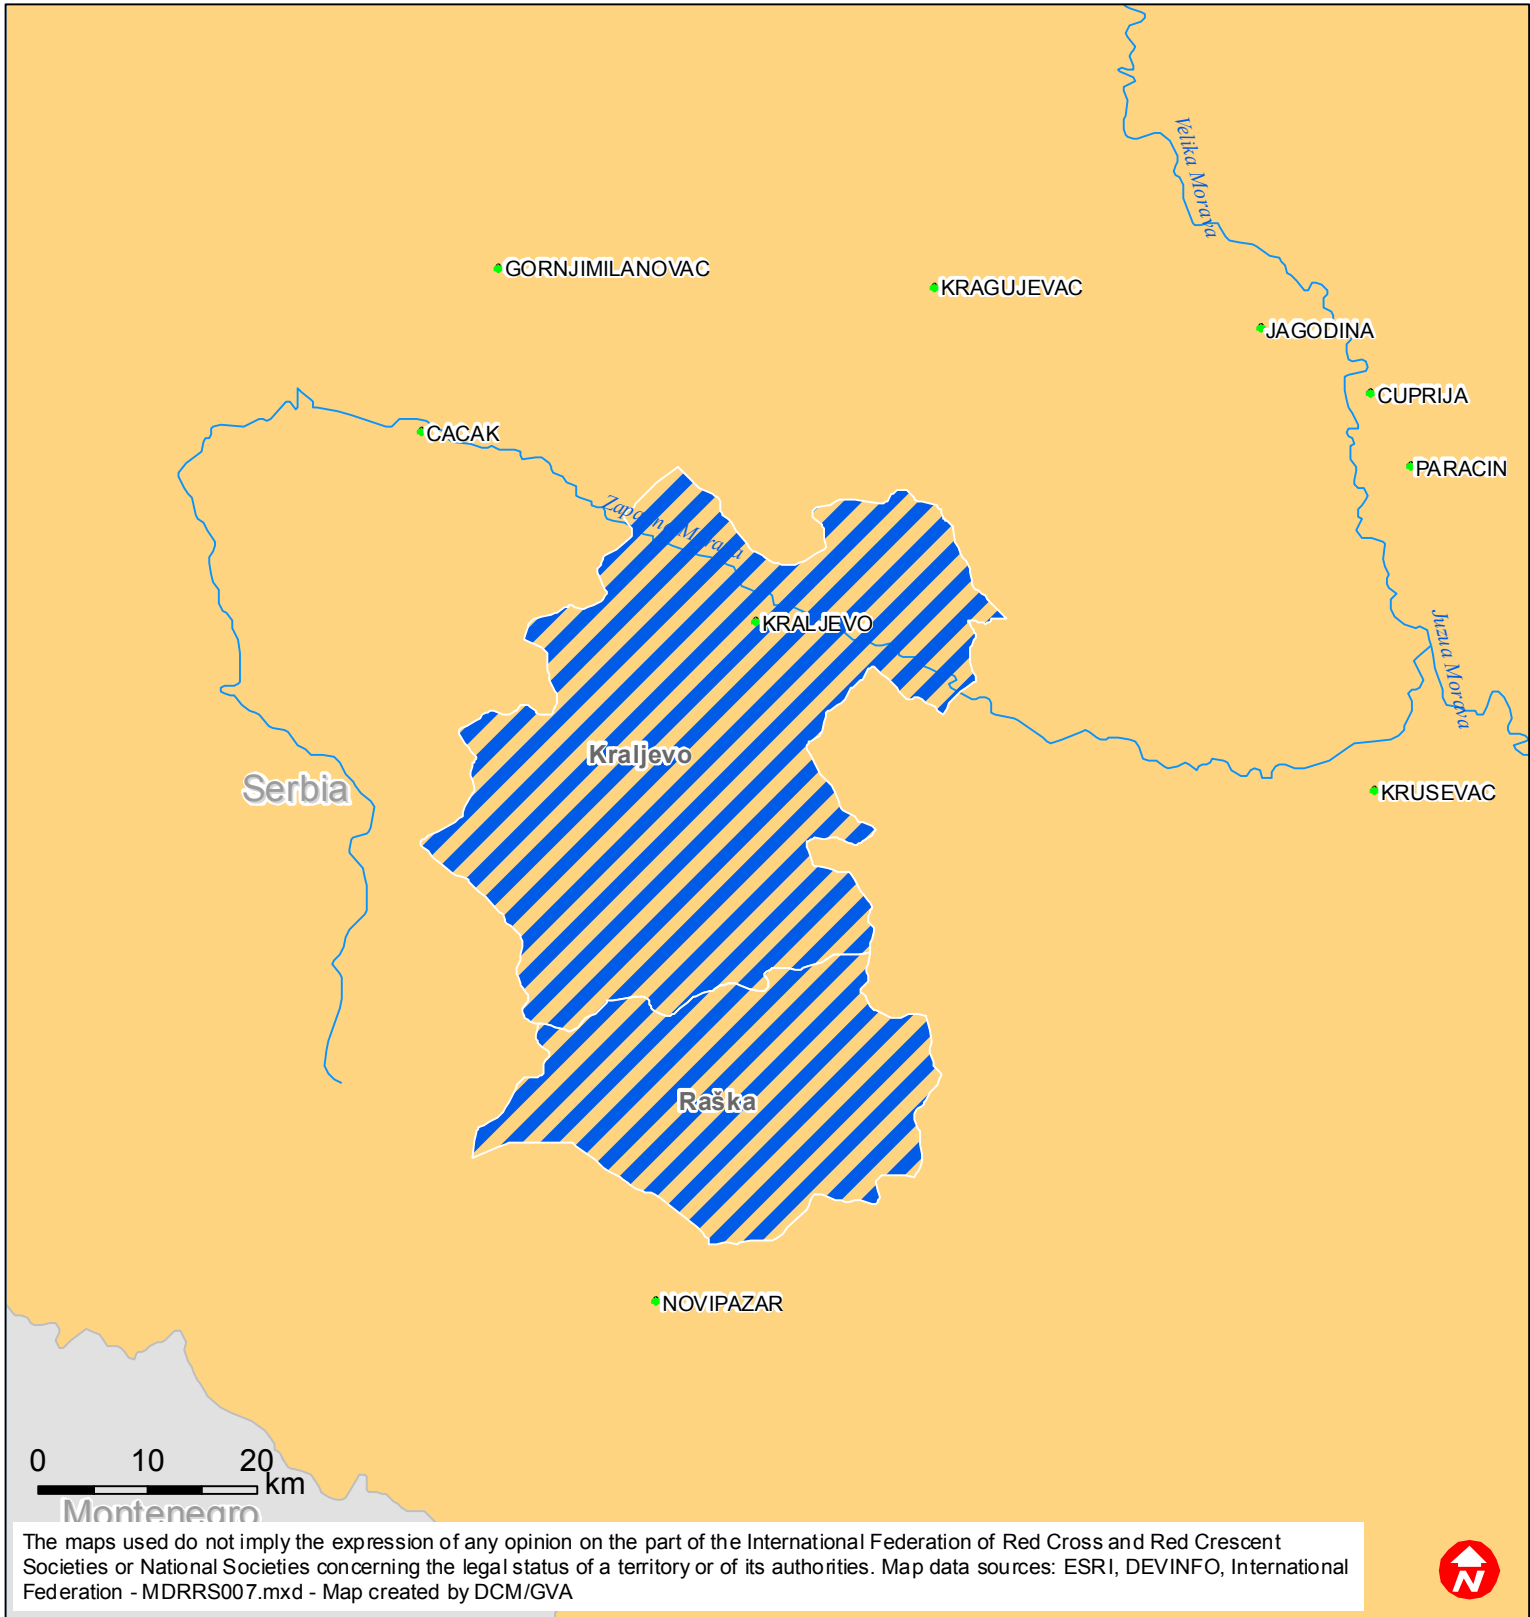 Velika Morava
GORNJIMILANOVAC
KRAGUJEVAC
JAGODINA
CUPRIJA
CACAK
PARACIN
Zapadna Morava
KRALJEVO
Juzua Morava
Kraljevo
Serbia
KRUSEVAC
Raška
NOVIPAZAR
0 10 20
km
Montenegro
The maps used do not imply the expression of any opinion on the part of the International Federation of Red Cross and Red Crescent
Societies or National Societies concerning the legal status of a territory or of its authorities. Map data sources: ESRI, DEVINFO, International
Federation - MDRRS007.mxd - Map created by DCM/GVA
N